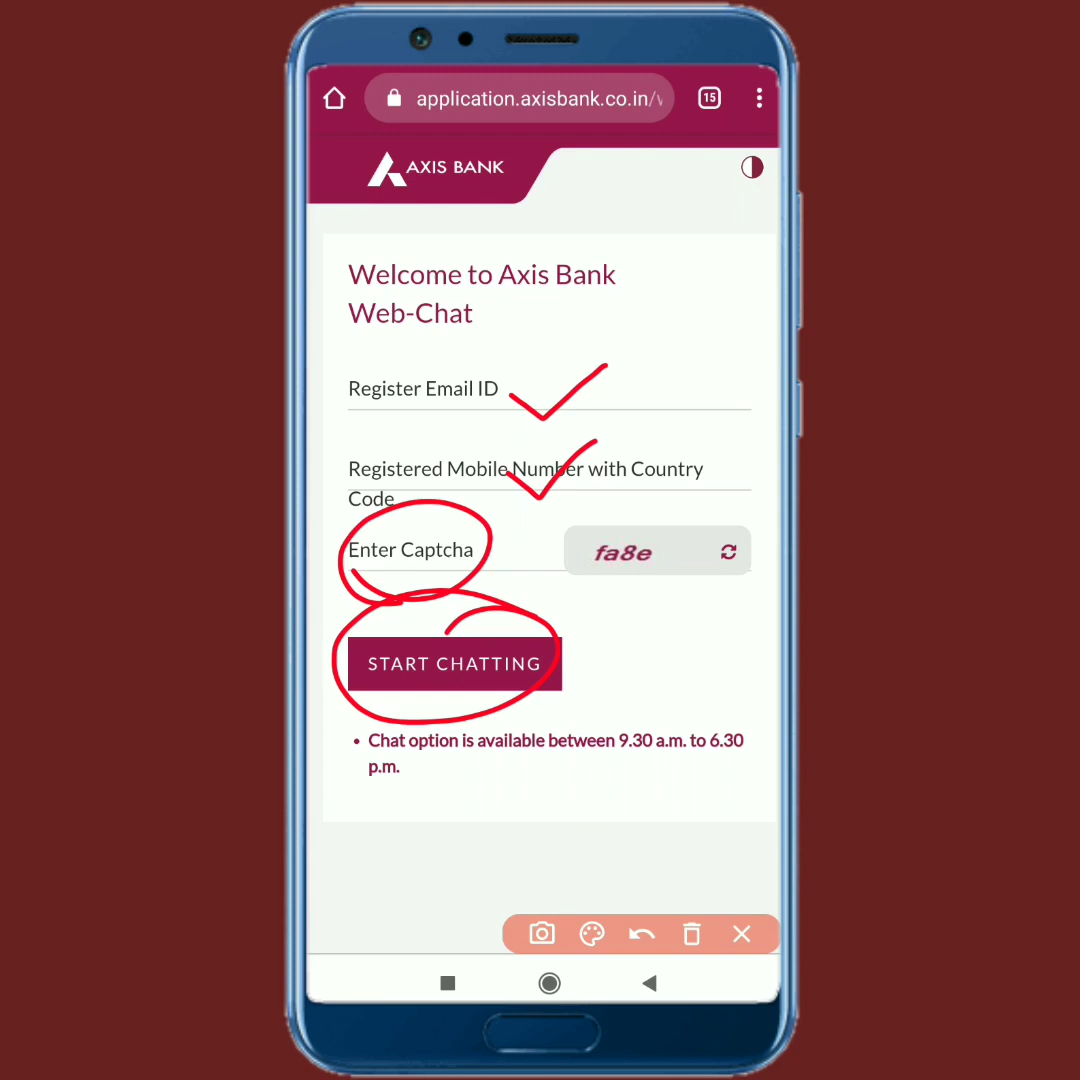 application.axisbank.co.in/
15
AXIS BANK
Welcome to Axis Bank
Web-Chat
Register Email ID
Registered Mobile Number with Country
Code
Enter Captcha
fa8e
START CHATTING
• Chat option is available between 9.30 a.m. to 6.30
p.m.